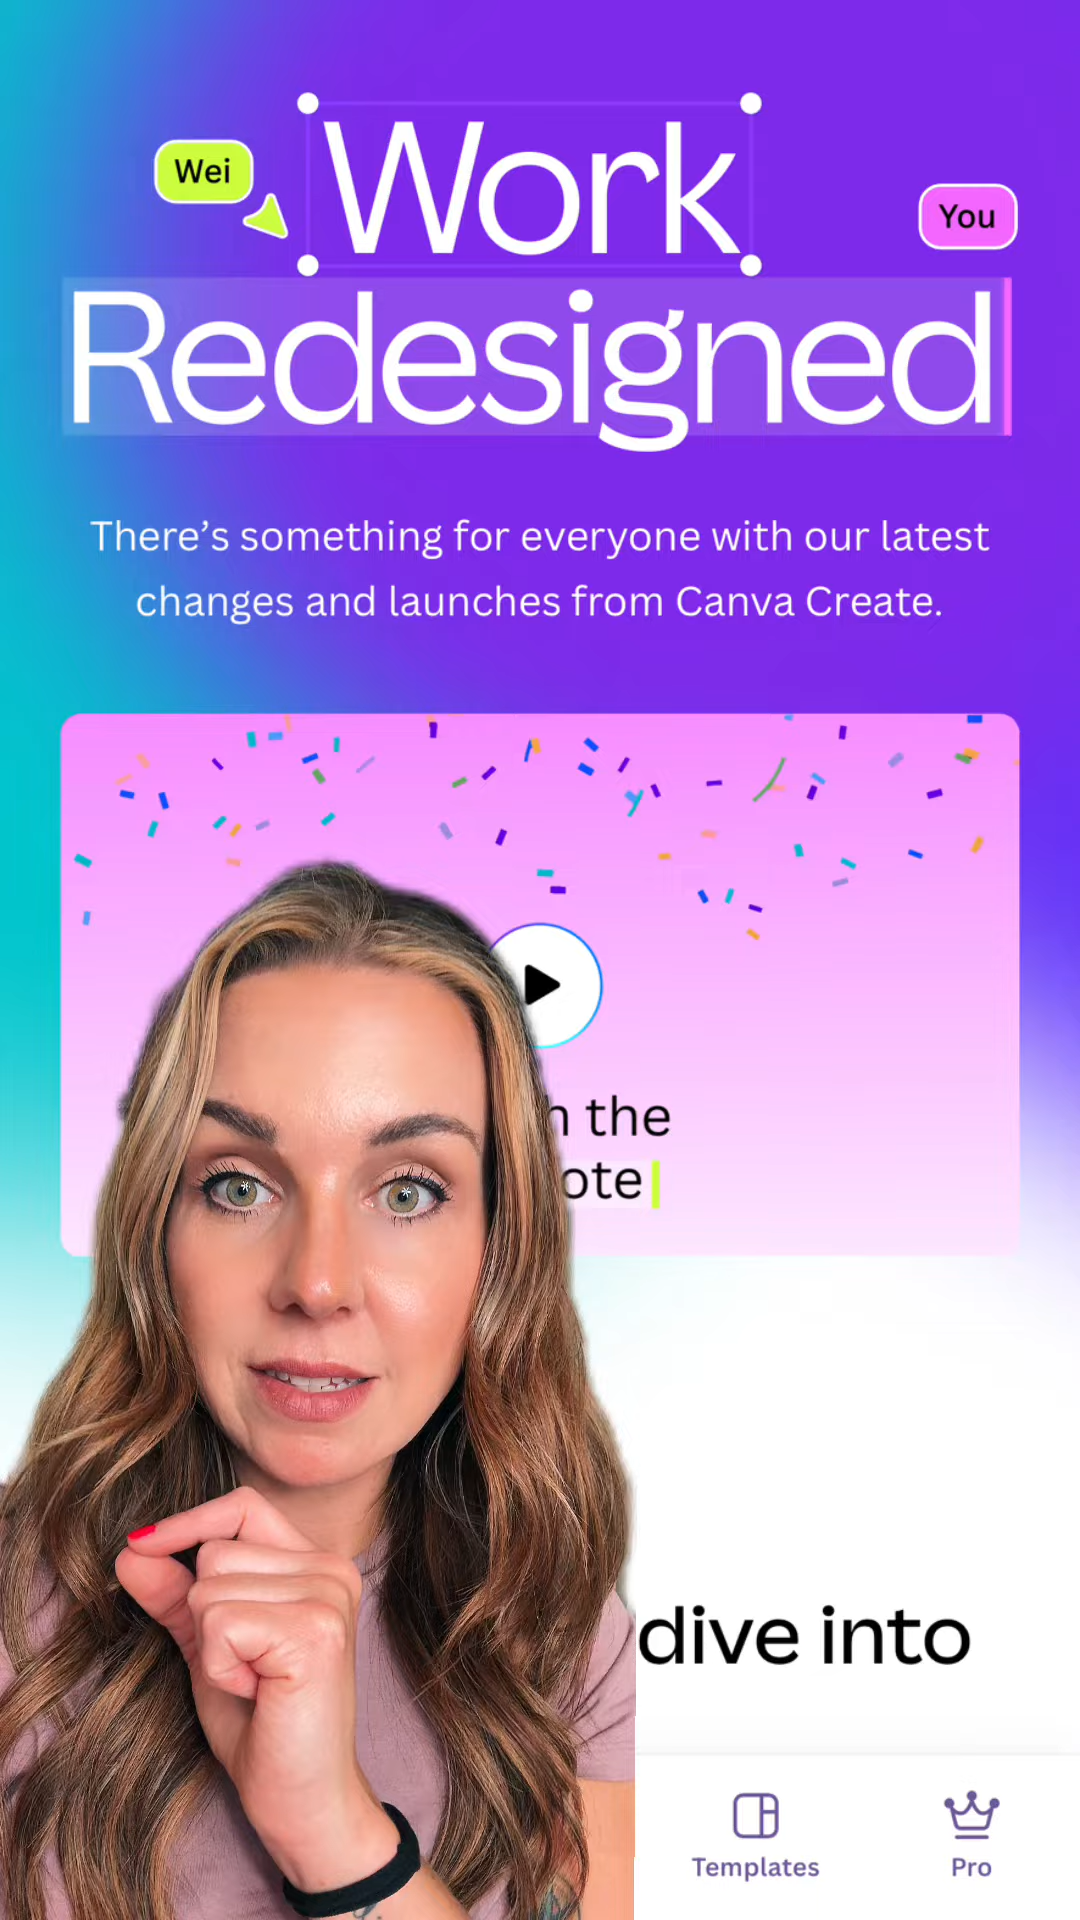 Wei
Work
You
Redesigned
There’s something for everyone with our latest
changes and launches from Canva Create.
the
dive into
Templates
Pro